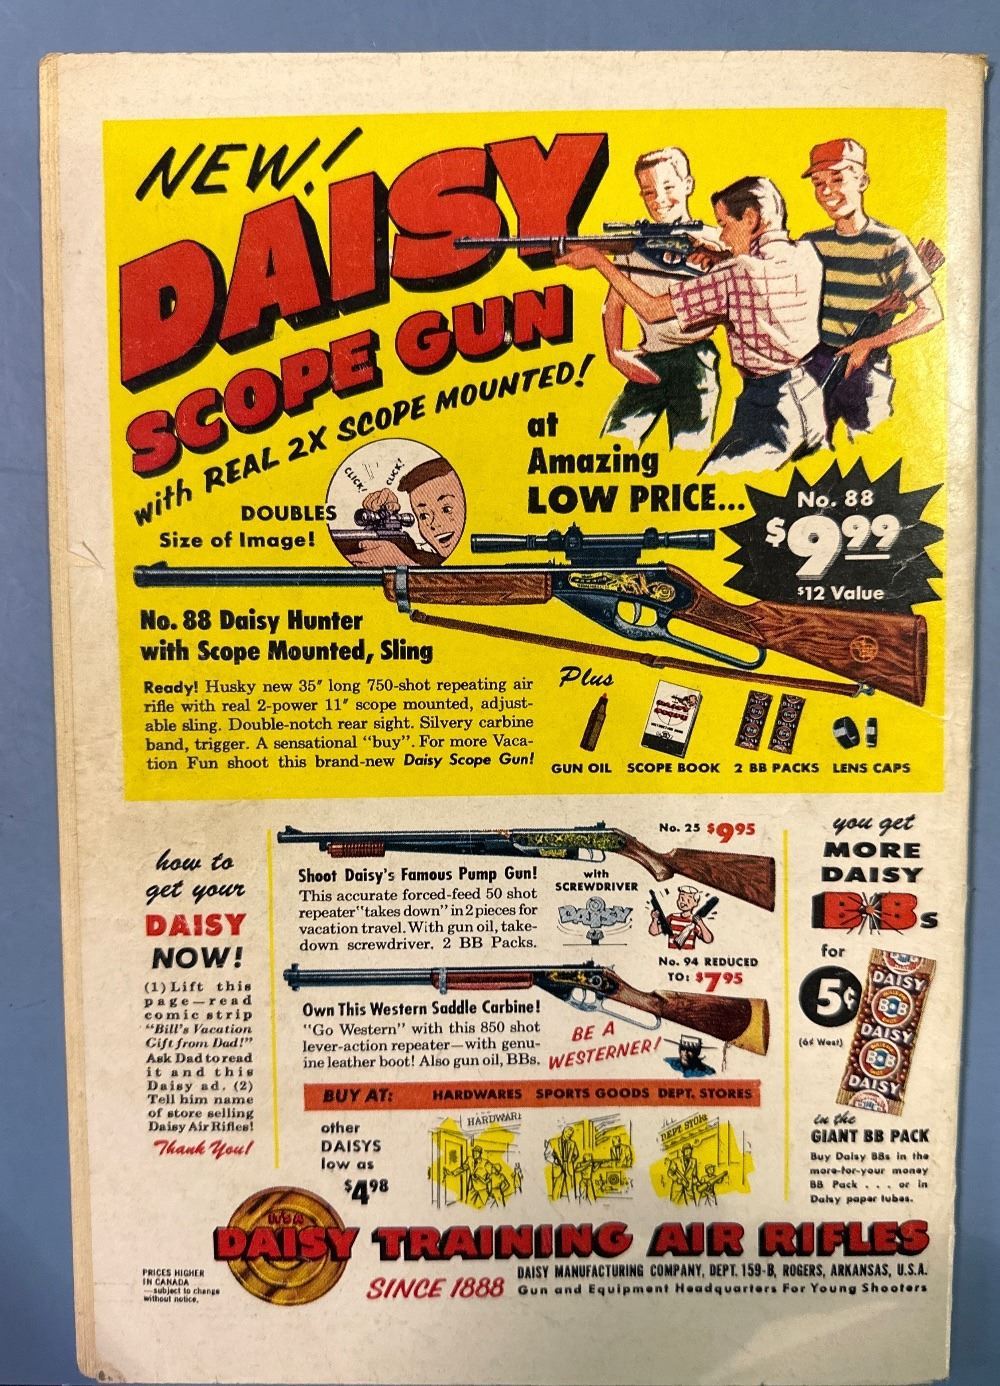 NEW!
DAISY
SCOPE GUN
with REAL 2X SCOPE MOUNTED!
at
Amazing
LOW PRICE...
No. 88
$9.99
$12 Value
CLICK! CLICK!
DOUBLES
Size of Image!
No. 88 Daisy Hunter
with Scope Mounted, Sling
Ready! Husky new 35" long 750-shot repeating air
rifle with real 2-power 11" scope mounted, adjust-
able sling. Double-notch rear sight. Silvery carbine
band, trigger. A sensational "buy". For more Vaca-
tion Fun shoot this brand-new Daisy Scope Gun!
Plus
GUN OIL SCOPE BOOK 2 BB PACKS LENS CAPS
how to
get your
DAISY
NOW!
(1) Lift this
page—read
comic strip
"Bill's Vacation
Gift from Dad!"
Ask Dad to read
it and this
Daisy ad. (2)
Tell him name
of store selling
Daisy Air Rifles!
Thank You!
No. 25 $9.95
Shoot Daisy's Famous Pump Gun!
This accurate forced-feed 50 shot
repeater "takes down" in 2 pieces for
vacation travel. With gun oil, take-
down screwdriver. 2 BB Packs.
with
SCREWDRIVER
DAISY
No. 94 REDUCED
TO: $7.95
Own This Western Saddle Carbine!
"Go Western" with this 850 shot
lever-action repeater—with genu-
ine leather boot! Also gun oil, BBs.
BE A
WESTERNER!
BUY AT: HARDWARES SPORTS GOODS DEPT. STORES
other
DAISYS
low as
$4.98
HARDWARE
DEPT STORE
you get
MORE
DAISY
BBs
for
5¢
(6¢ West)
DAISY
BB
DAISY
BB
DAISY
in the
GIANT BB PACK
Buy Daisy BBs in the
more-for-your money
BB Pack . . . or in
Daisy paper tubes.
DAISY TRAINING AIR RIFLES
PRICES HIGHER
IN CANADA
—subject to change
without notice.
SINCE 1888
DAISY MANUFACTURING COMPANY, DEPT. 159-B, ROGERS, ARKANSAS, U.S.A.
Gun and Equipment Headquarters For Young Shooters